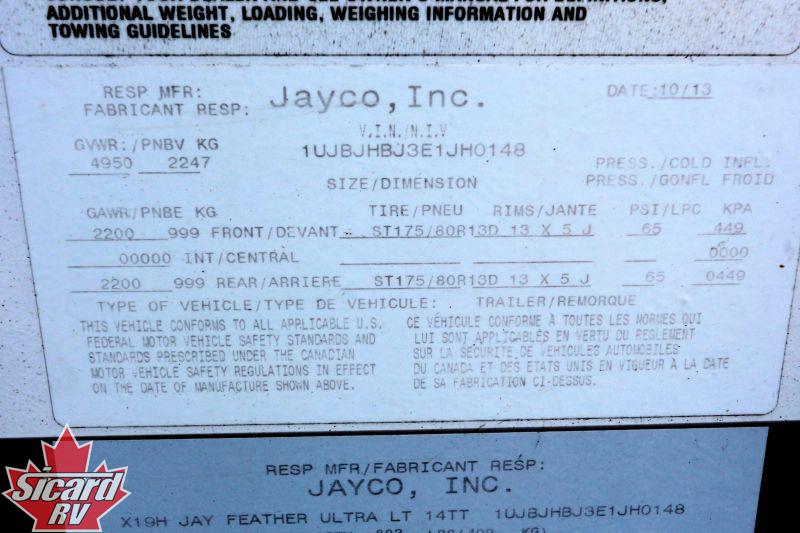 ADDITIONAL WEIGHT, LOADING, WEIGHING INFORMATION AND
TOWING GUIDELINES
RESP MFR:
FABRICANT RESP: Jayco, Inc. DATE: 10/13
V.I.N./N.I.V
GVWR:/PNBV KG 1UJBJHBJ3E1JH0148
4950 2247 PRESS./COLD INFL:
SIZE/DIMENSION PRESS./GONFL FROID
GAWR/PNBE KG TIRE/PNEU RIMS/JANTE PSI/LPC KPA
2200 999 FRONT/DEVANT ST175/80R13D 13 X 5 J 65 449
00000 INT/CENTRAL 0000
2200 999 REAR/ARRIERE ST175/80R13D 13 X 5 J 65 0449
TYPE OF VEHICLE/TYPE DE VEHICULE: TRAILER/REMORQUE
THIS VEHICLE CONFORMS TO ALL APPLICABLE U.S. CE VÉHICULE CONFORME À TOUTES LES NORMES QUI
FEDERAL MOTOR VEHICLE SAFETY STANDARDS AND LUI SONT APPLICABLES EN VERTU DU REGLEMENT
STANDARDS PRESCRIBED UNDER THE CANADIAN SUR LA SÉCURITÉ DE VEHICULES AUTOMOBILES
MOTOR VEHICLE SAFETY REGULATIONS IN EFFECT DU CANADA ET DES ETATS UNIS EN VIGUEUR À LA DATE
ON THE DATE OF MANUFACTURE SHOWN ABOVE. DE SA FABRICATION CI-DESSUS.
RESP MFR/FABRICANT RESP:
JAYCO, INC.
X19H JAY FEATHER ULTRA LT 14TT 1UJBJHBJ3E1JH0148
Sicard
RV